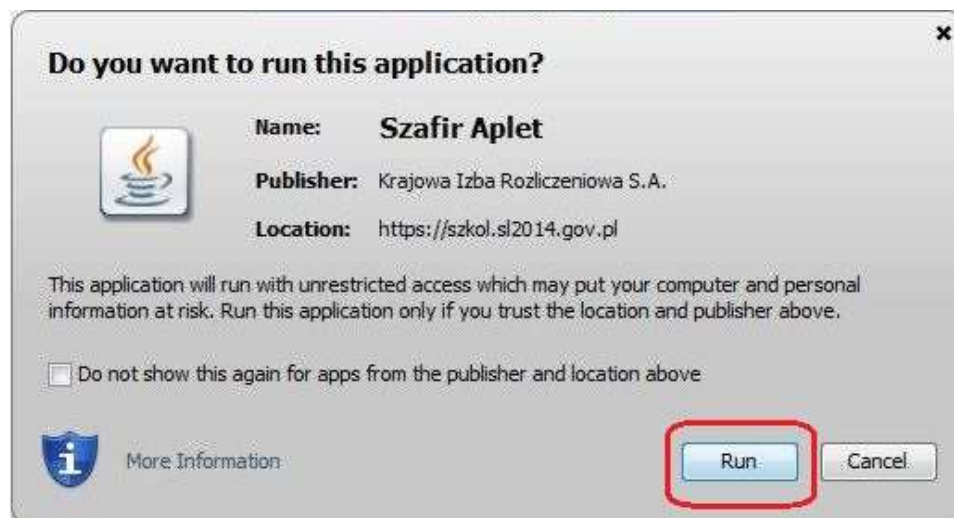 Do you want to run this application?
Name: Szafir Aplet
Publisher: Krajowa Izba Rozliczeniowa S.A.
Location: https://szkol.sl2014.gov.pl
This application will run with unrestricted access which may put your computer and personal
information at risk. Run this application only if you trust the location and publisher above.
Do not show this again for apps from the publisher and location above
More Information
Run
Cancel